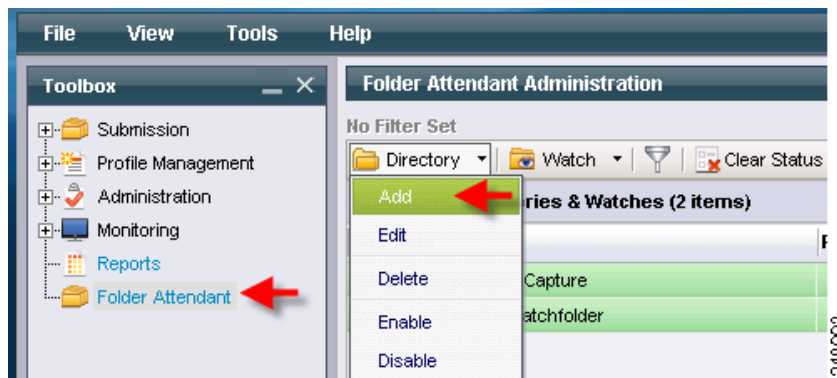 File View Tools Help
Toolbox
Submission
Profile Management
Administration
Monitoring
Reports
Folder Attendant
Folder Attendant Administration
No Filter Set
Directory Watch Clear Status
Add
Edit
Delete
Enable
Disable
ries & Watches (2 items)
Capture
atchfolder